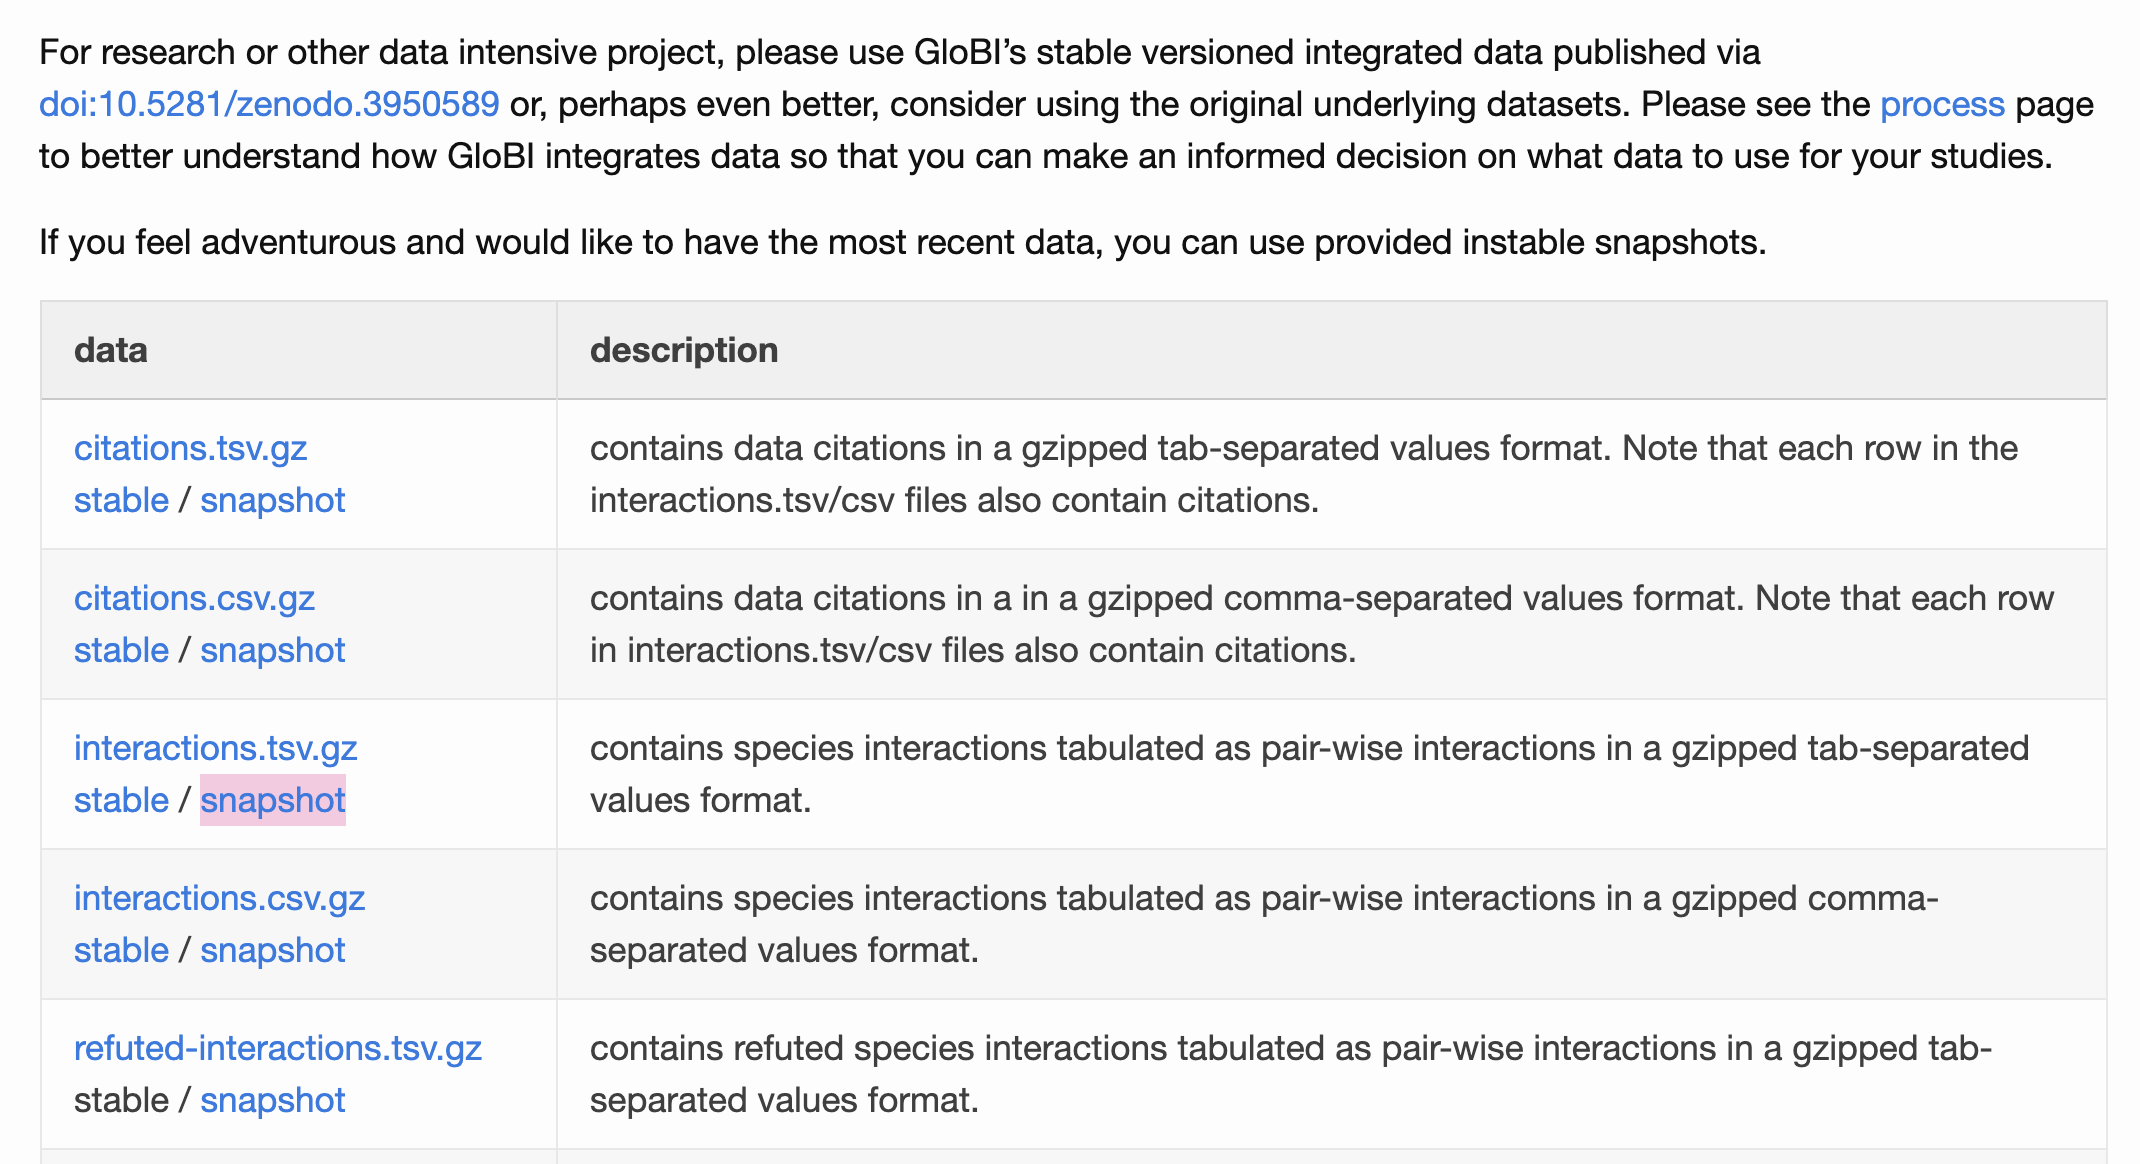 For research or other data intensive project, please use GloBI’s stable versioned integrated data published via
doi:10.5281/zenodo.3950589 or, perhaps even better, consider using the original underlying datasets. Please see the process page
to better understand how GloBI integrates data so that you can make an informed decision on what data to use for your studies.
If you feel adventurous and would like to have the most recent data, you can use provided instable snapshots.
data
description
citations.tsv.gz
stable / snapshot
contains data citations in a gzipped tab-separated values format. Note that each row in the
interactions.tsv/csv files also contain citations.
citations.csv.gz
stable / snapshot
contains data citations in a in a gzipped comma-separated values format. Note that each row
in interactions.tsv/csv files also contain citations.
interactions.tsv.gz
stable / snapshot
contains species interactions tabulated as pair-wise interactions in a gzipped tab-separated
values format.
interactions.csv.gz
stable / snapshot
contains species interactions tabulated as pair-wise interactions in a gzipped comma-
separated values format.
refuted-interactions.tsv.gz
stable / snapshot
contains refuted species interactions tabulated as pair-wise interactions in a gzipped tab-
separated values format.